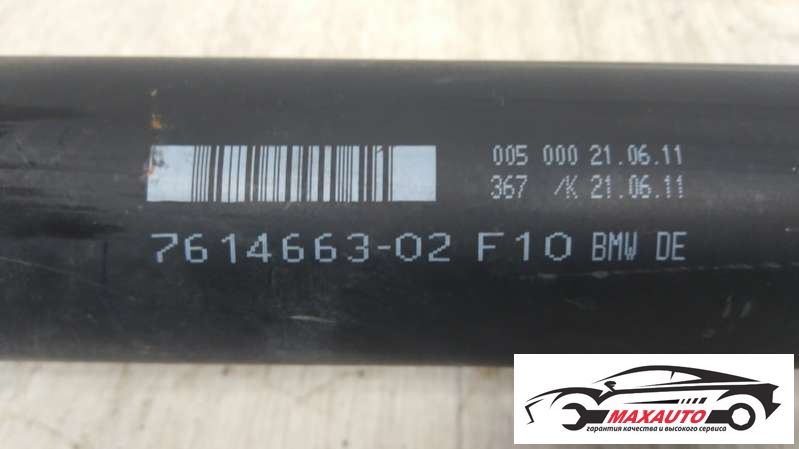 005 000 21.06.11
367 /K 21.06.11
7614663-02 F10 BMW DE
MAXAUTO
гарантия качества и высокого сервиса